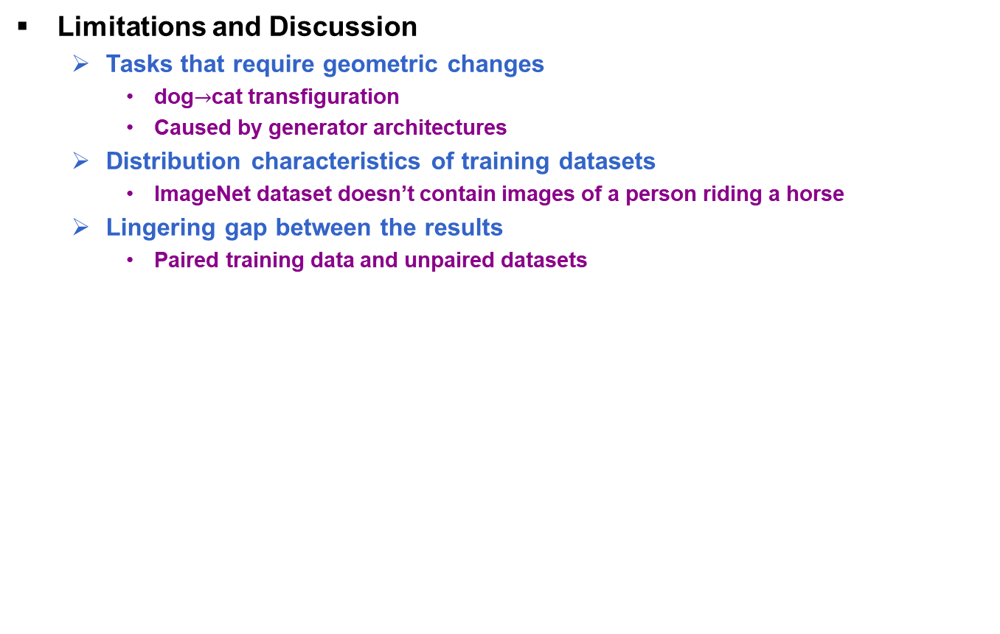 ▪ Limitations and Discussion
➢ Tasks that require geometric changes
• dog→cat transfiguration
• Caused by generator architectures
➢ Distribution characteristics of training datasets
• ImageNet dataset doesn’t contain images of a person riding a horse
➢ Lingering gap between the results
• Paired training data and unpaired datasets